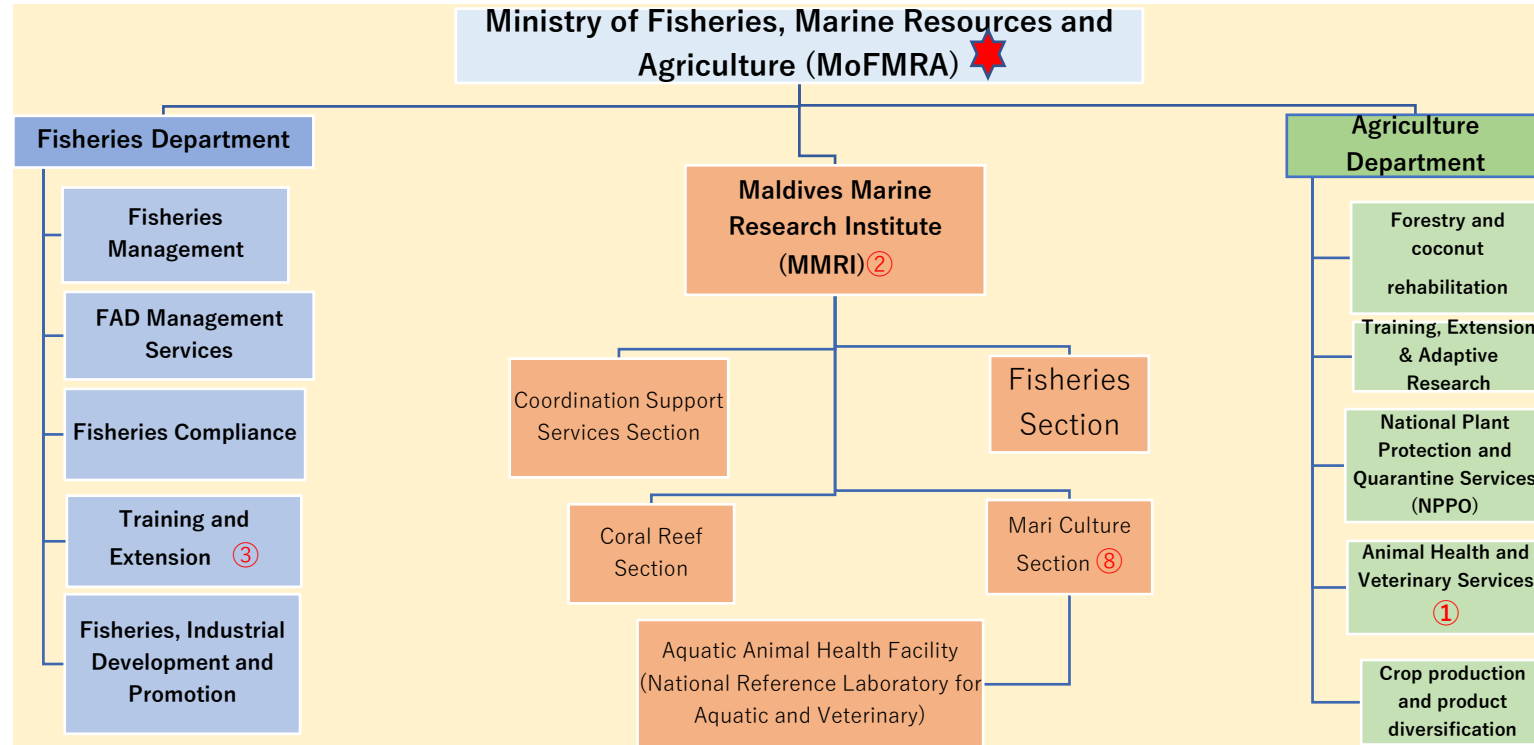 Ministry of Fisheries, Marine Resources and
Agriculture (MoFMRA)
Fisheries Department
Fisheries
Management
FAD Management
Services
Fisheries Compliance
Training and
Extension ③
Fisheries, Industrial
Development and
Promotion
Maldives Marine
Research Institute
(MMRI)②
Coordination Support
Services Section
Fisheries
Section
Coral Reef
Section
Mari Culture
Section ⑧
Aquatic Animal Health Facility
(National Reference Laboratory for
Aquatic and Veterinary)
Agriculture
Department
Forestry and
coconut
rehabilitation
Training, Extension
& Adaptive
Research
National Plant
Protection and
Quarantine Services
(NPPO)
Animal Health and
Veterinary Services
①
Crop production
and product
diversification